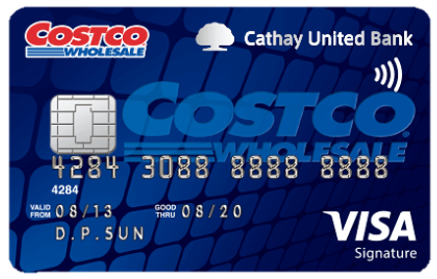 COSTCO
WHOLESALE
Cathay United Bank
COSTCO
WHOLESALE
4284 3088 8888 8888
4284
VALID FROM 08/13 GOOD THRU 08/20
D.P.SUN
VISA
Signature